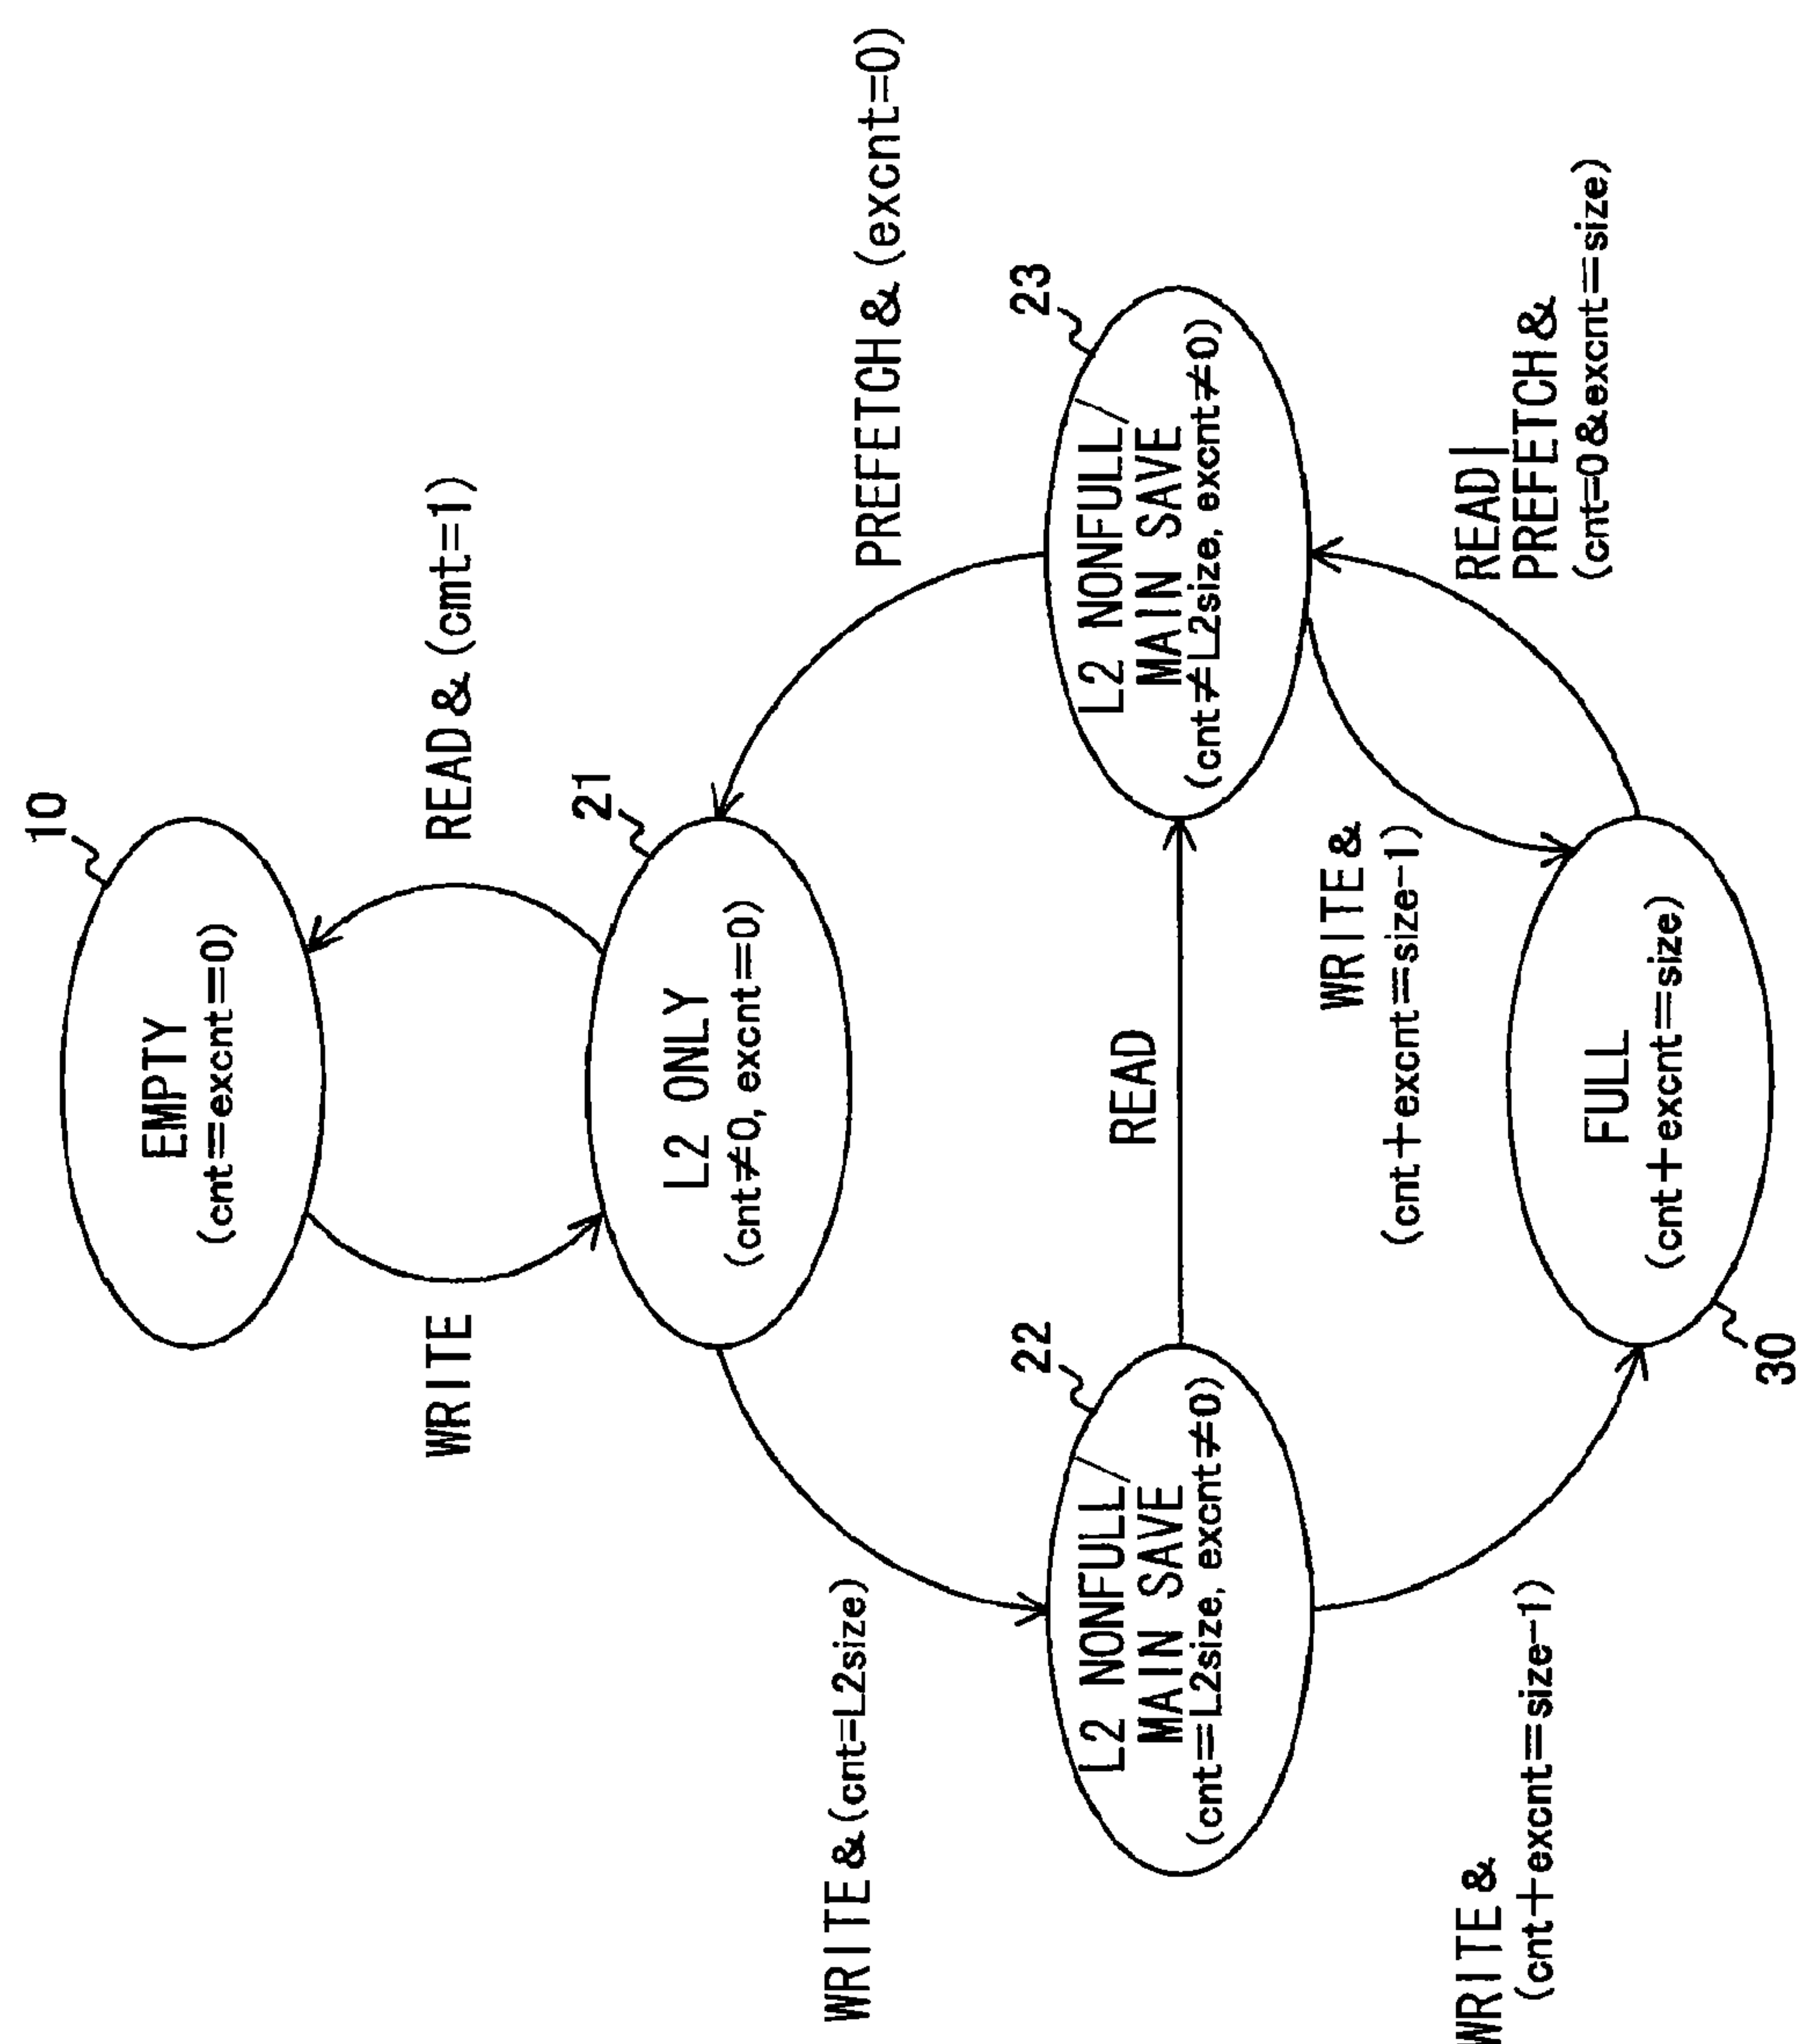 10
EMPTY
(cnt=excnt=0)
WRITE
READ&(cmt=1)
21
L2 ONLY
(cnt≠0, excnt=0)
WRITE&(cnt=L2size)
PREFETCH&(excnt=0)
22
L2 NONFULL/
MAIN SAVE
(cnt=L2size, excnt≠0)
READ
23
L2 NONFULL/
MAIN SAVE
(cnt≠L2size, excnt≠0)
WRITE&
(cnt+excnt=size-1)
WRITE&
(cnt+excnt=size-1)
READ|
PREFETCH&
(cnt=0&excnt=size)
FULL
(cnt+excnt=size)
30